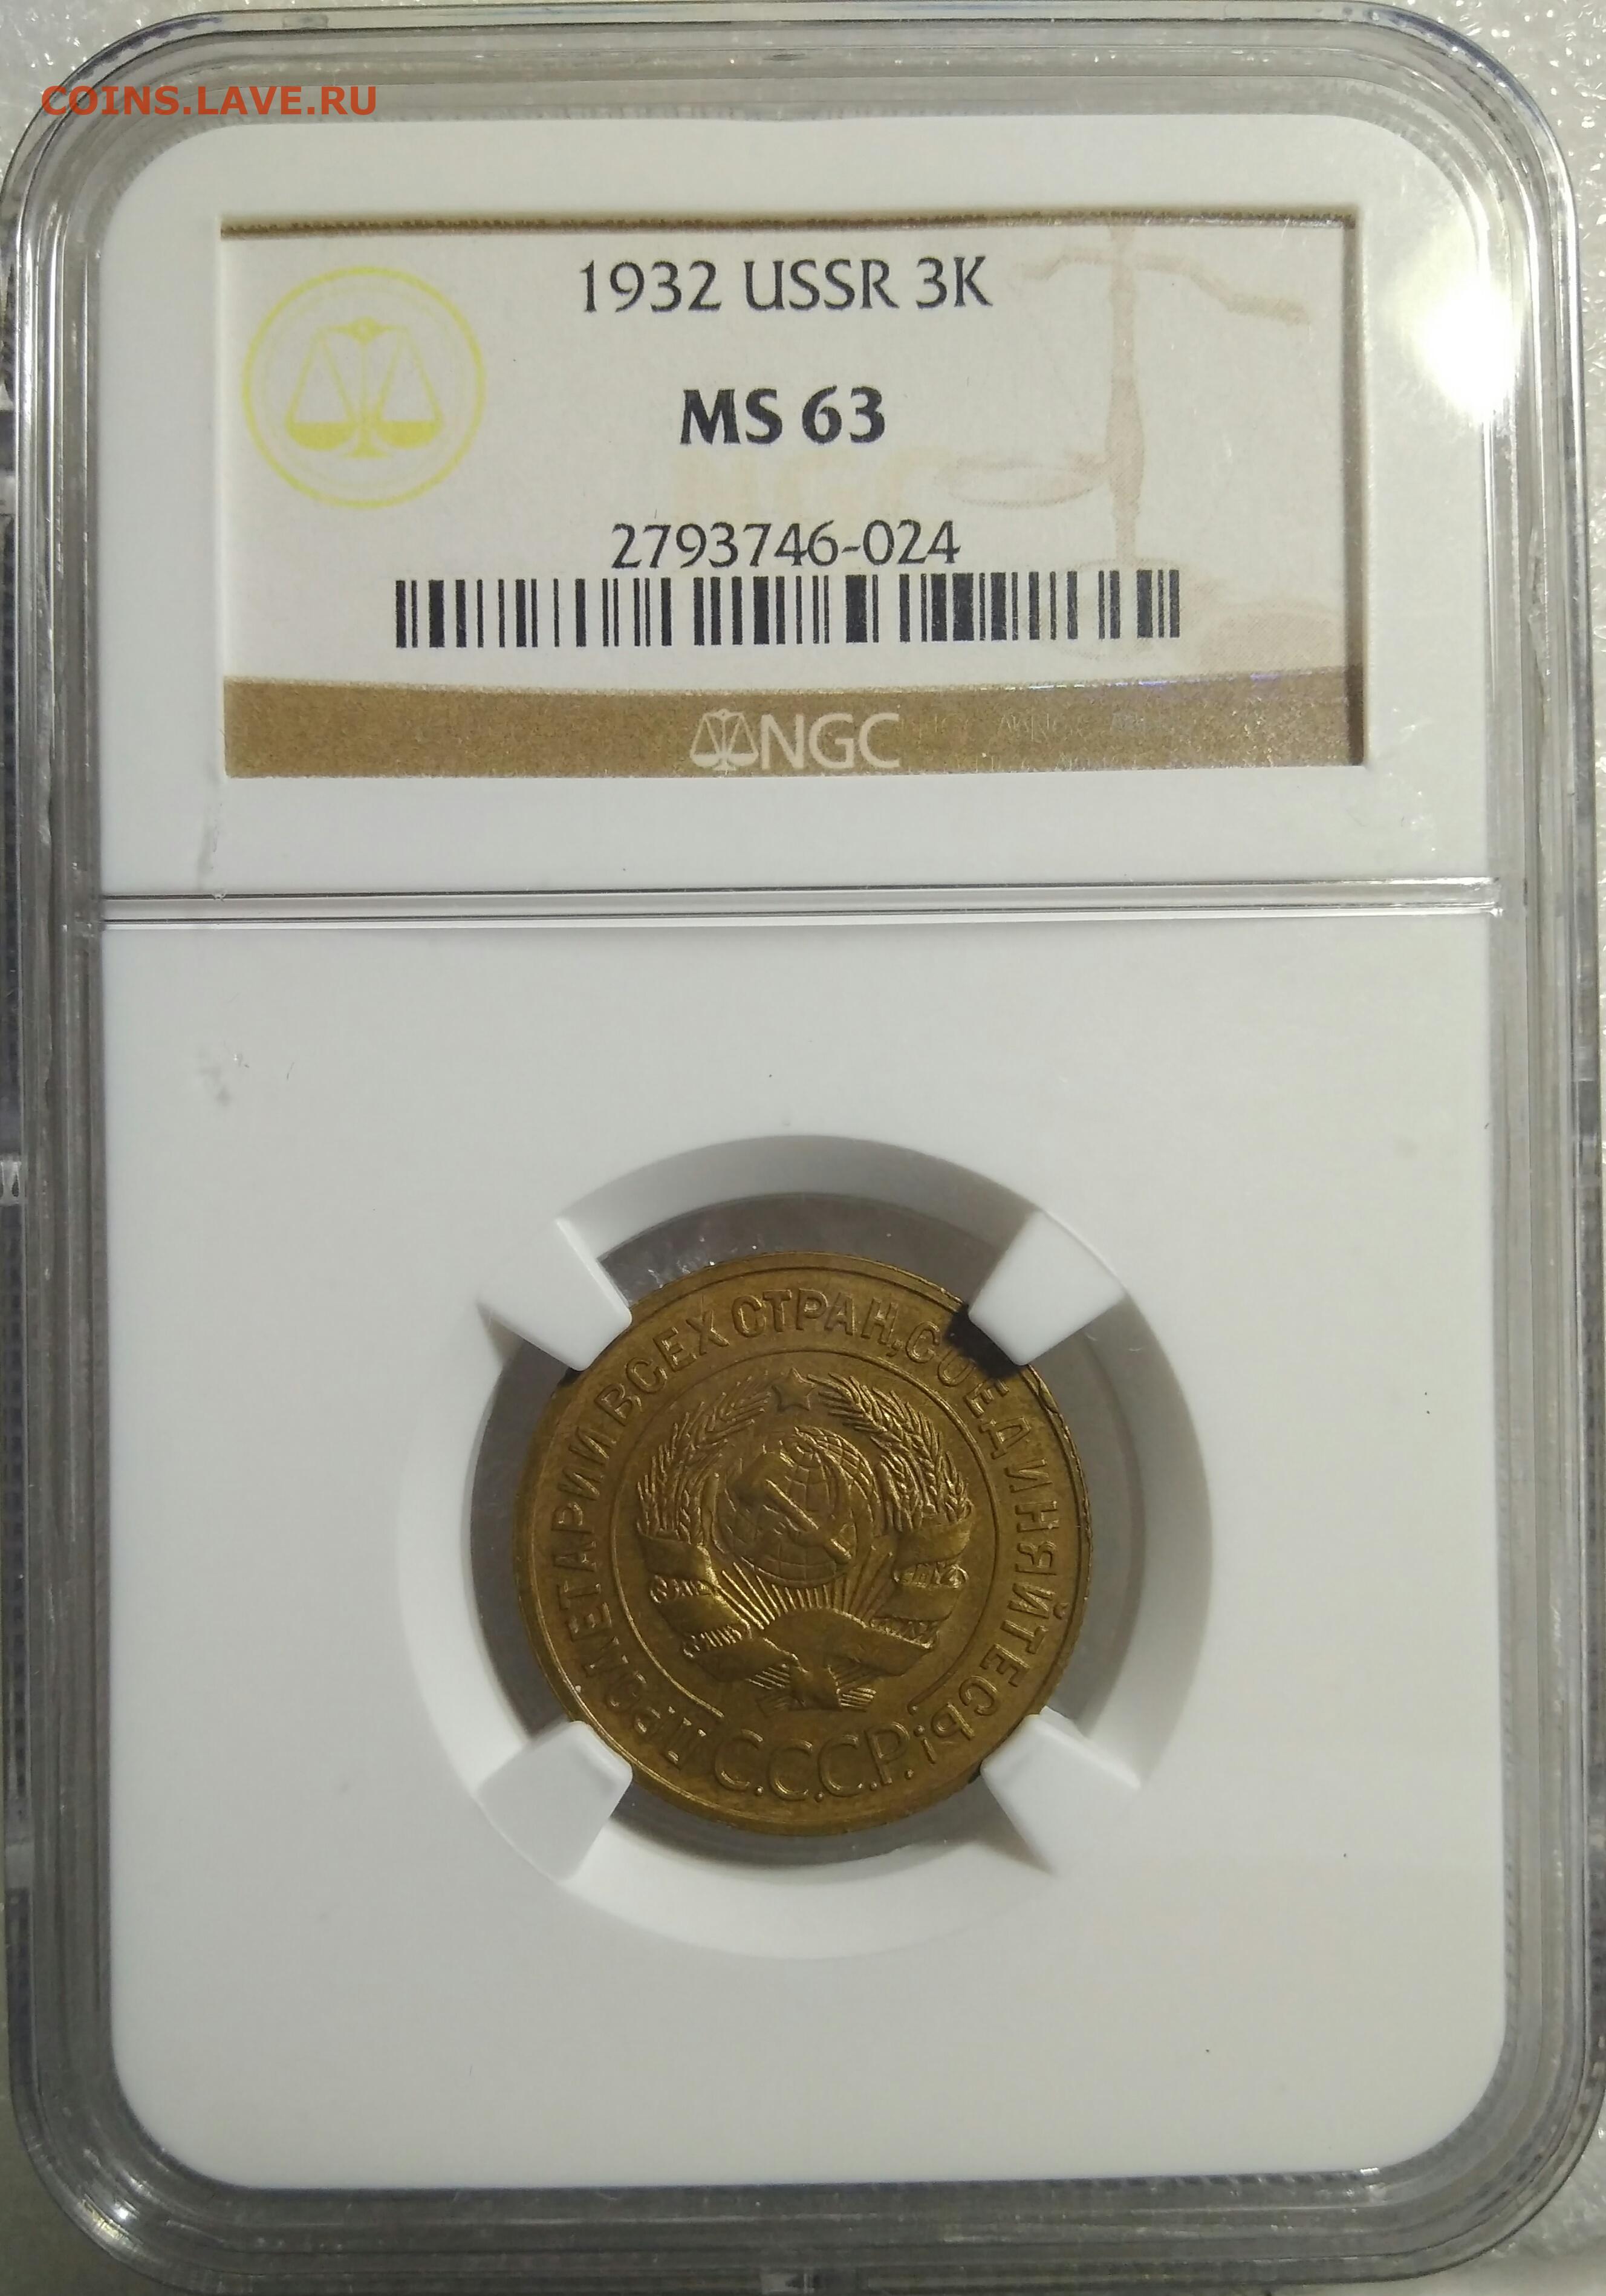 COINS.LAVE.RU
1932 USSR 3K
MS 63
2793746-024
NGC
ПРОЛЕТАРИИ ВСЕХ СТРАН, СОЕДИНЯЙТЕСЬ!
С.С.С.Р.